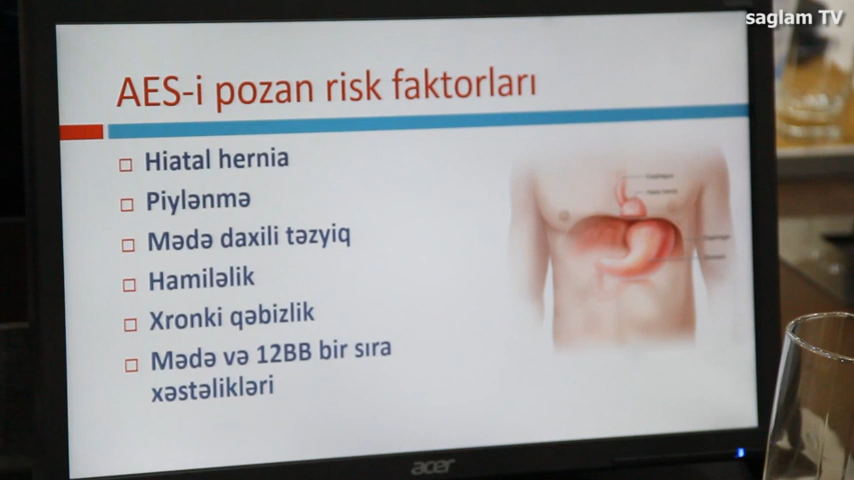 saglam TV
AES-i pozan risk faktorları
Hiatal hernia
Piylənmə
Mədə daxili təzyiq
Hamiləlik
Xronki qəbizlik
Mədə və 12BB bir sıra
xəstəlikləri
acer